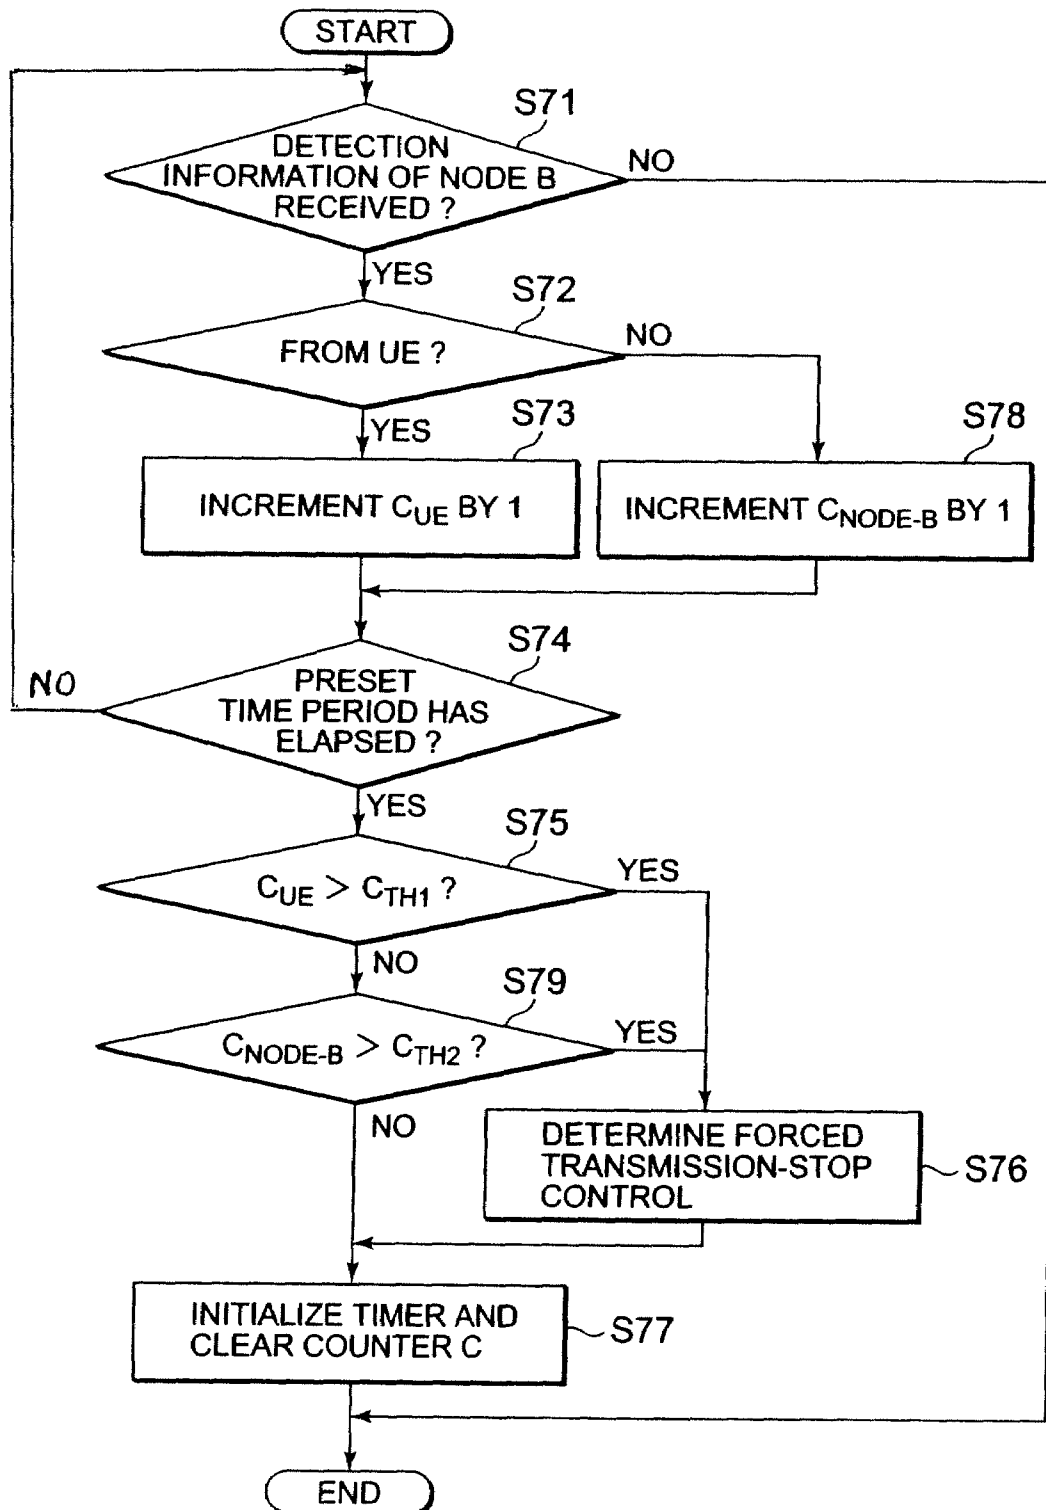 START
S71
DETECTION
INFORMATION OF NODE B
RECEIVED ?
NO
YES
S72
FROM UE ?
NO
YES
S73
INCREMENT CUE BY 1
S78
INCREMENT CNODE-B BY 1
S74
PRESET
TIME PERIOD HAS
ELAPSED ?
NO
YES
S75
CUE > CTH1 ?
YES
NO
S79
CNODE-B > CTH2 ?
YES
NO
DETERMINE FORCED
TRANSMISSION-STOP
CONTROL
S76
INITIALIZE TIMER AND
CLEAR COUNTER C
S77
END